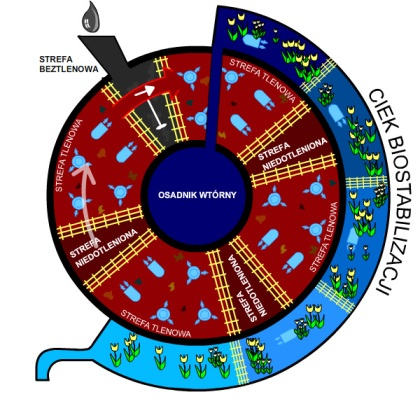 STREFA
BEZTLENOWA
STREFA TLENOWA
STREFA
NIEDOTLENIONA
CIEK BIOSTABILIZACJI
STREFA TLENOWA
OSADNIK WTÓRNY
STREFA
NIEDOTLENIONA
STREFA
NIEDOTLENIONA
STREFA TLENOWA
STREFA TLENOWA